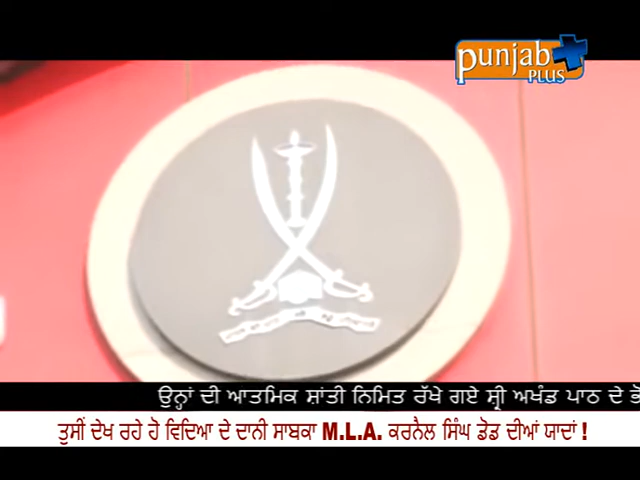 punjab
PLUS
ਉਨ੍ਹਾਂ ਦੀ ਆਤਮਿਕ ਸ਼ਾਂਤੀ ਨਿਮਿਤ ਰੱਖੇ ਗਏ ਸ੍ਰੀ ਅਖੰਡ ਪਾਠ ਦੇ
ਤੁਸੀਂ ਦੇਖ ਰਹੇ ਹੋ ਵਿਦਿਆ ਦੇ ਦਾਨੀ ਸਾਬਕਾ M.L.A. ਕਰਨੈਲ ਸਿੰਘ ਡੋਡ ਦੀਆਂ ਯਾਦਾਂ !